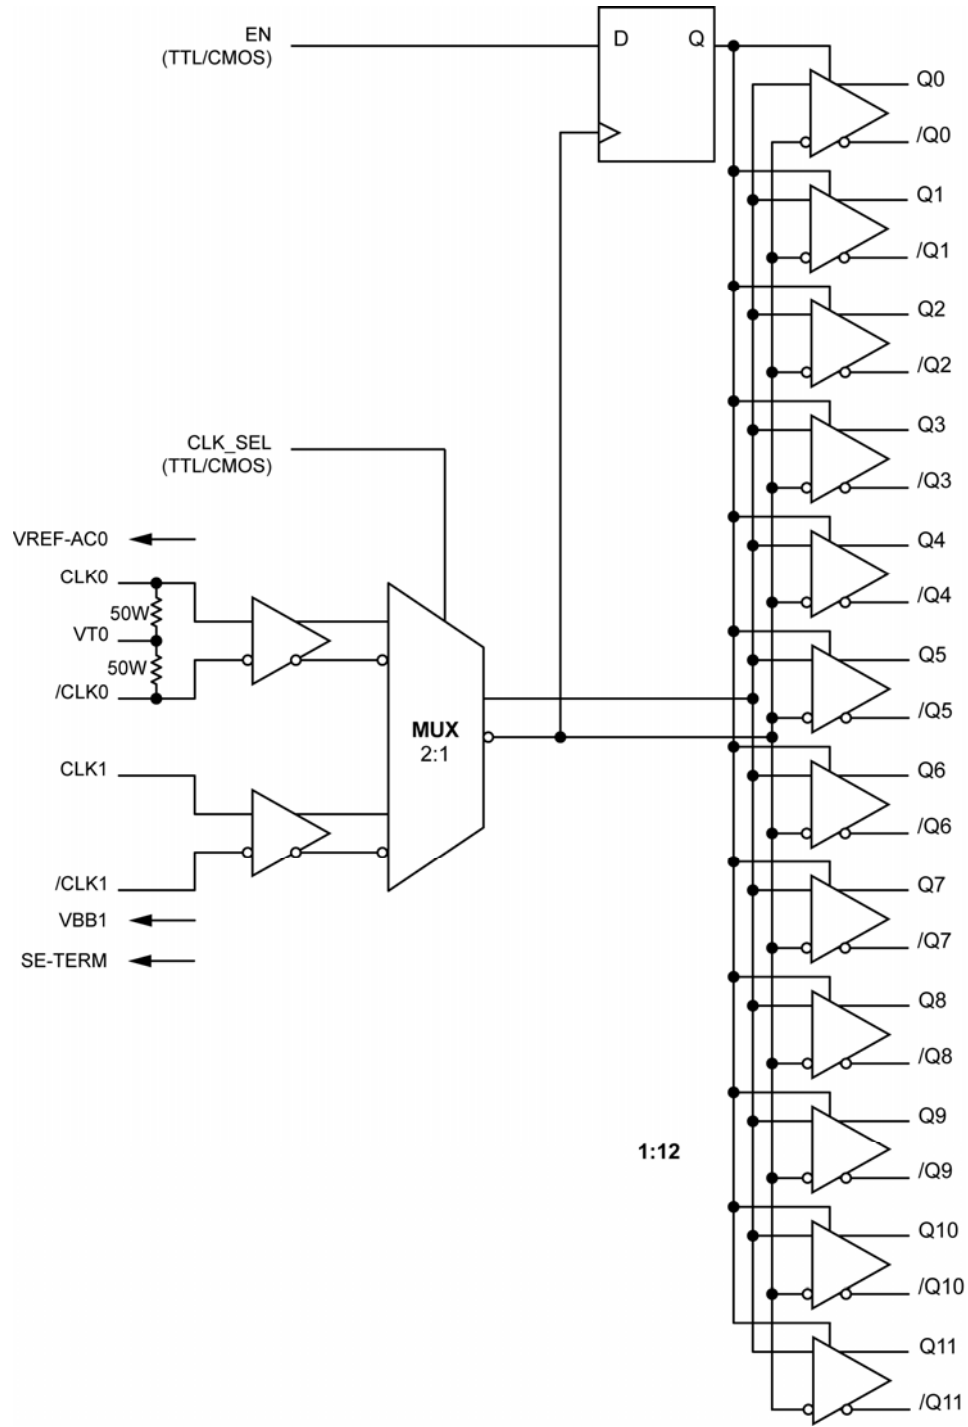 EN
(TTL/CMOS)
D
Q
Q0
/Q0
Q1
/Q1
Q2
/Q2
Q3
/Q3
Q4
/Q4
Q5
/Q5
Q6
/Q6
Q7
/Q7
Q8
/Q8
Q9
/Q9
Q10
/Q10
Q11
/Q11
CLK_SEL
(TTL/CMOS)
VREF-AC0
CLK0
50W
VT0
50W
/CLK0
MUX
2:1
CLK1
/CLK1
VBB1
SE-TERM
1:12